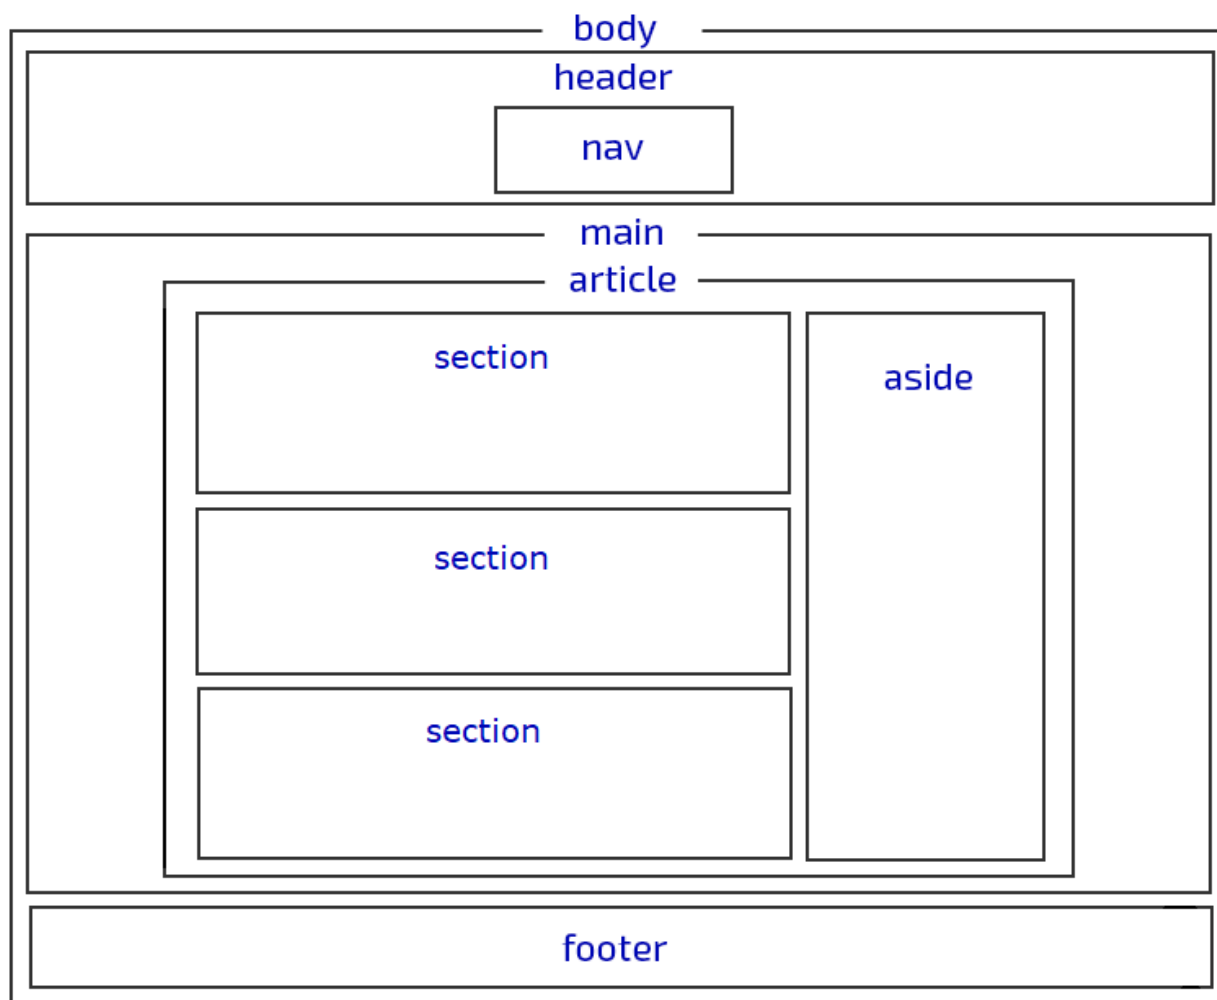 body
header
nav
main
article
section
aside
section
section
footer